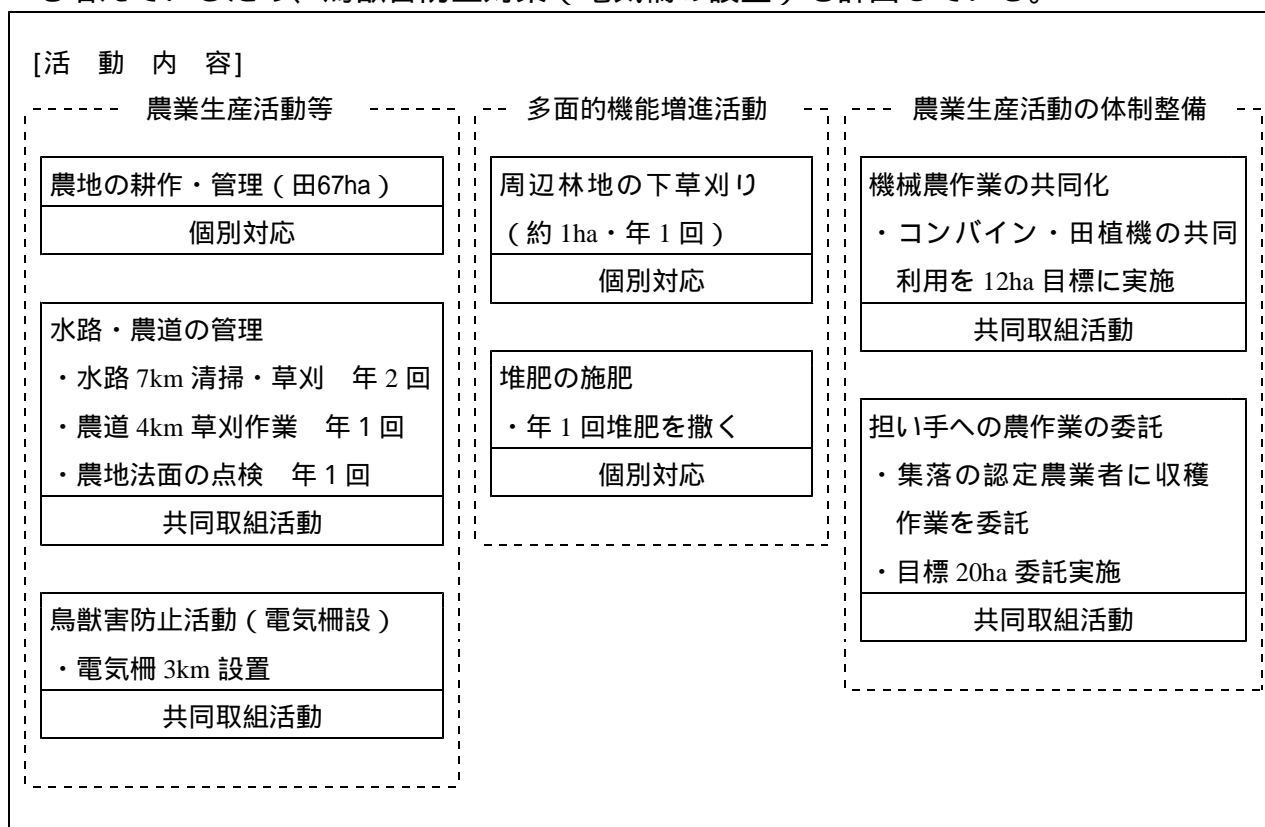 [活　動　内　容]
農業生産活動等
農地の耕作・管理（田67ha）
個別対応
水路・農道の管理
・水路 7km 清掃・草刈　年 2 回
・農道 4km 草刈作業　年１回
・農地法面の点検　年１回
共同取組活動
鳥獣害防止活動（電気柵設）
・電気柵 3km 設置
共同取組活動
多面的機能増進活動
周辺林地の下草刈り
（約 1ha・年 1 回）
個別対応
堆肥の施肥
・年 1 回堆肥を撒く
個別対応
農業生産活動の体制整備
機械農作業の共同化
・コンバイン・田植機の共同
利用を 12ha 目標に実施
共同取組活動
担い手への農作業の委託
・集落の認定農業者に収穫
作業を委託
・目標 20ha 委託実施
共同取組活動